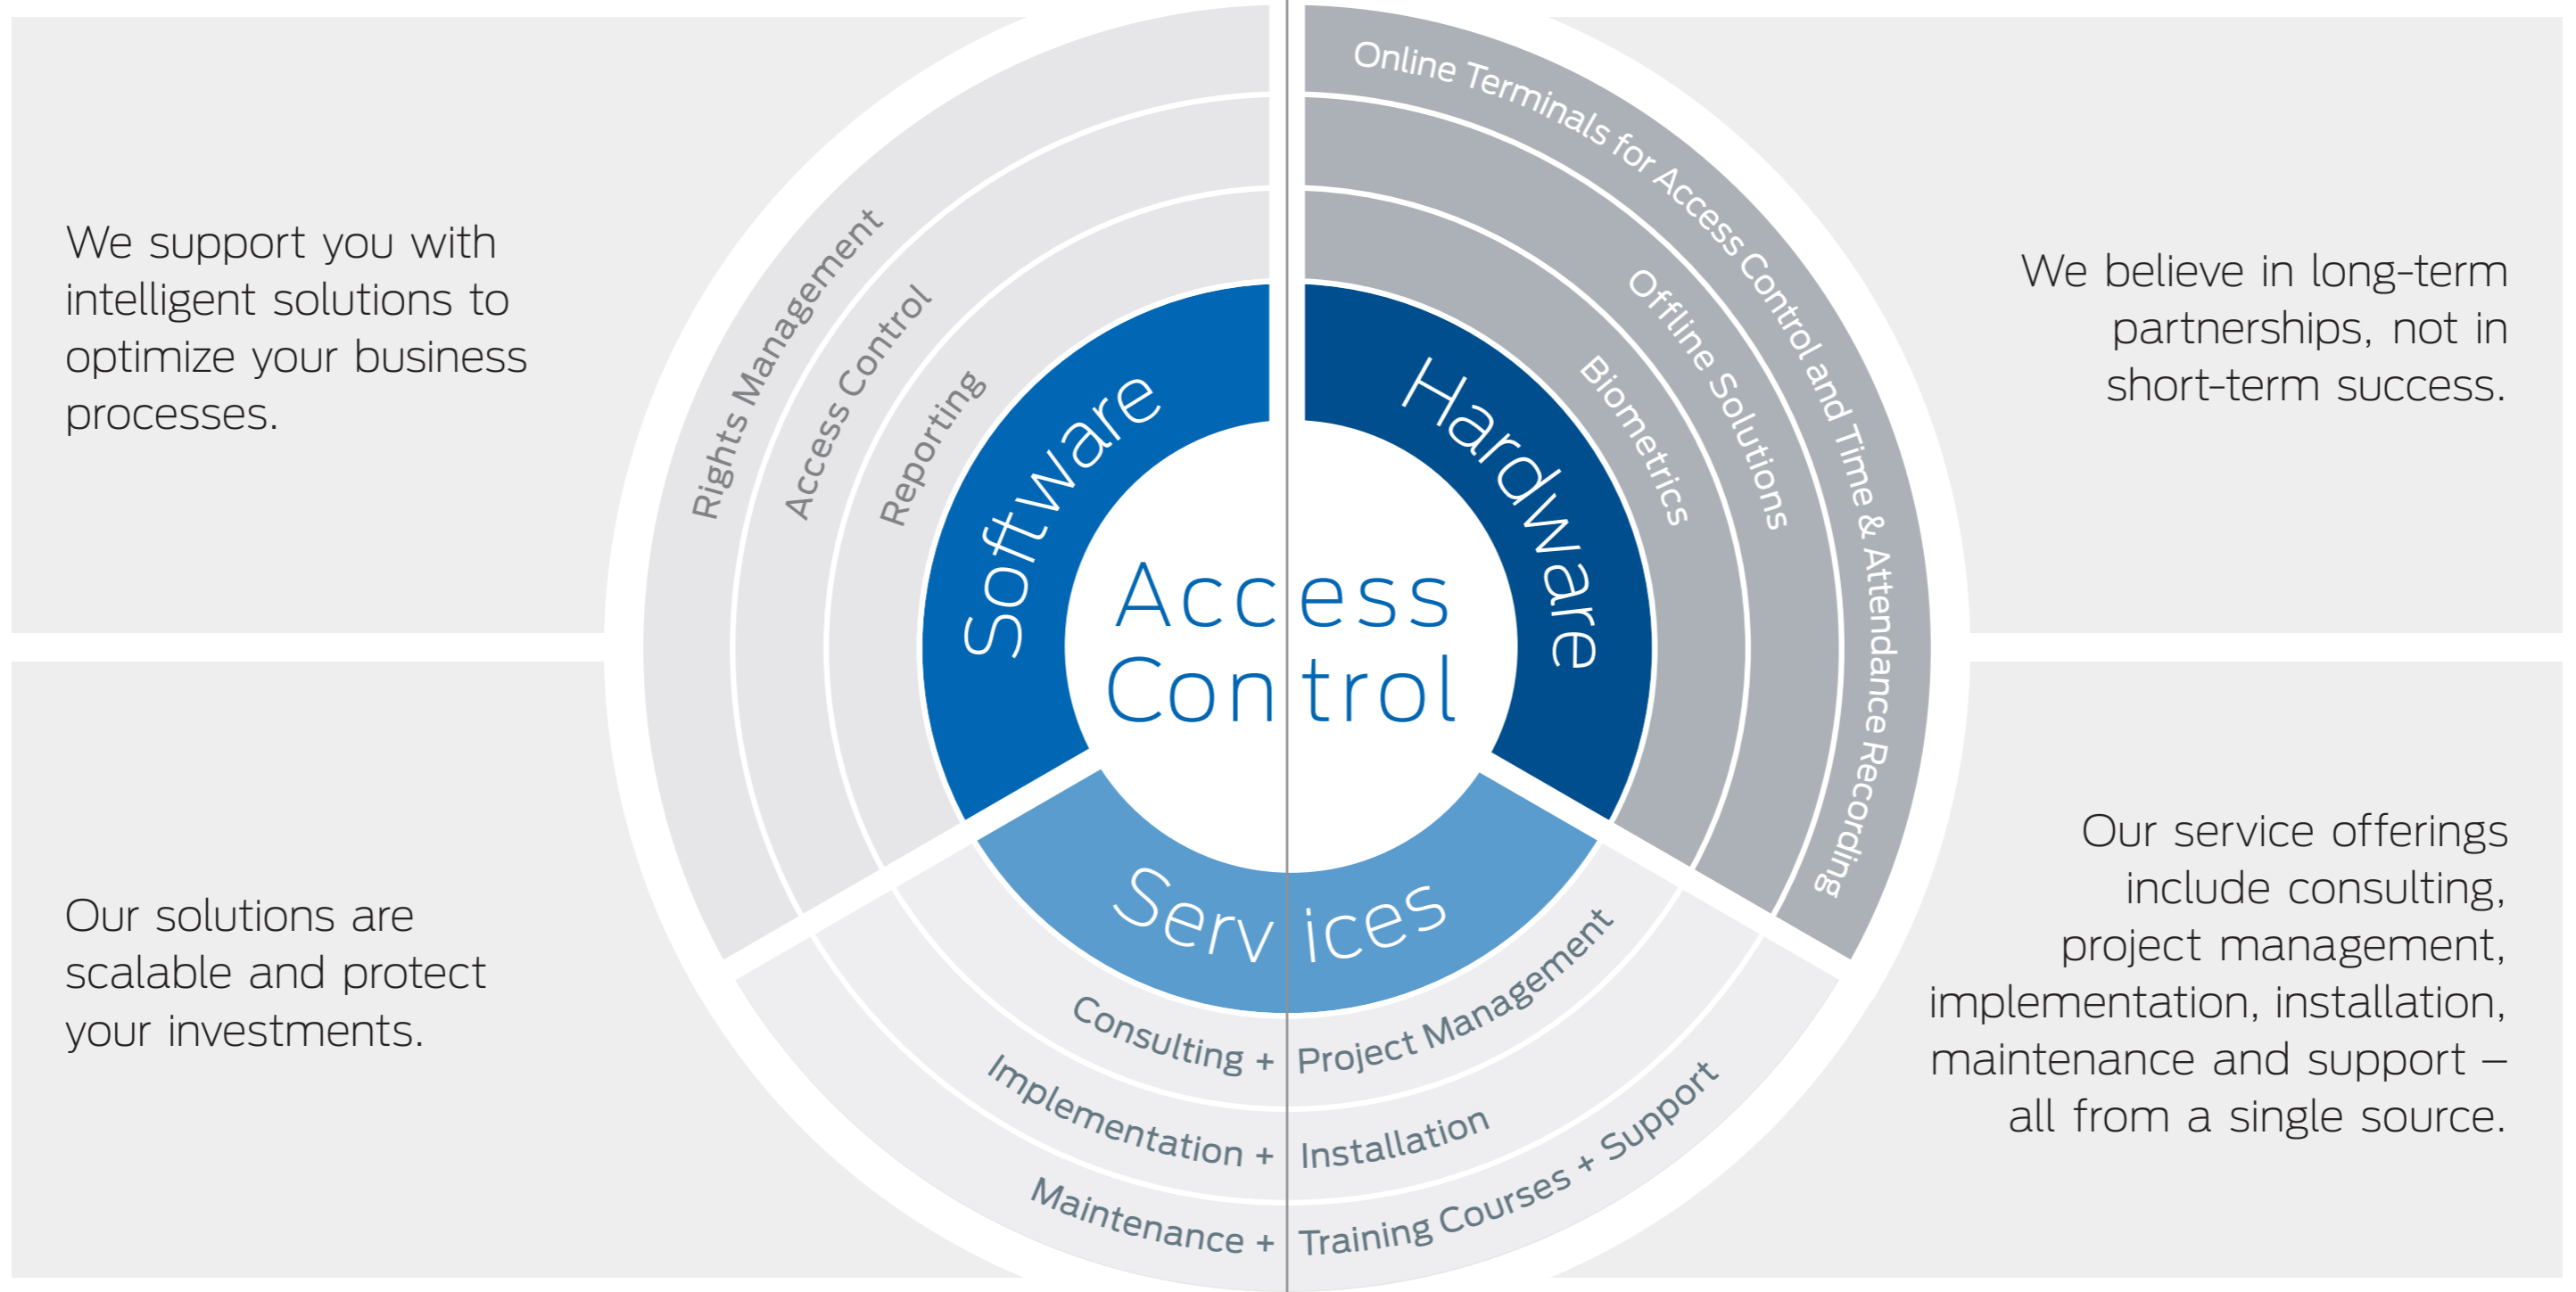 We support you with
intelligent solutions to
optimize your business
processes.
Our solutions are
scalable and protect
your investments.
Rights Management
Access Control
Reporting
Software
Access
Control
Hardware
Biometrics
Offline Solutions
Online Terminals for Access Control and Time & Attendance Recording
Services
Consulting + Project Management
Implementation + Installation
Maintenance + Training Courses + Support
We believe in long-term
partnerships, not in
short-term success.
Our service offerings
include consulting,
project management,
implementation, installation,
maintenance and support –
all from a single source.